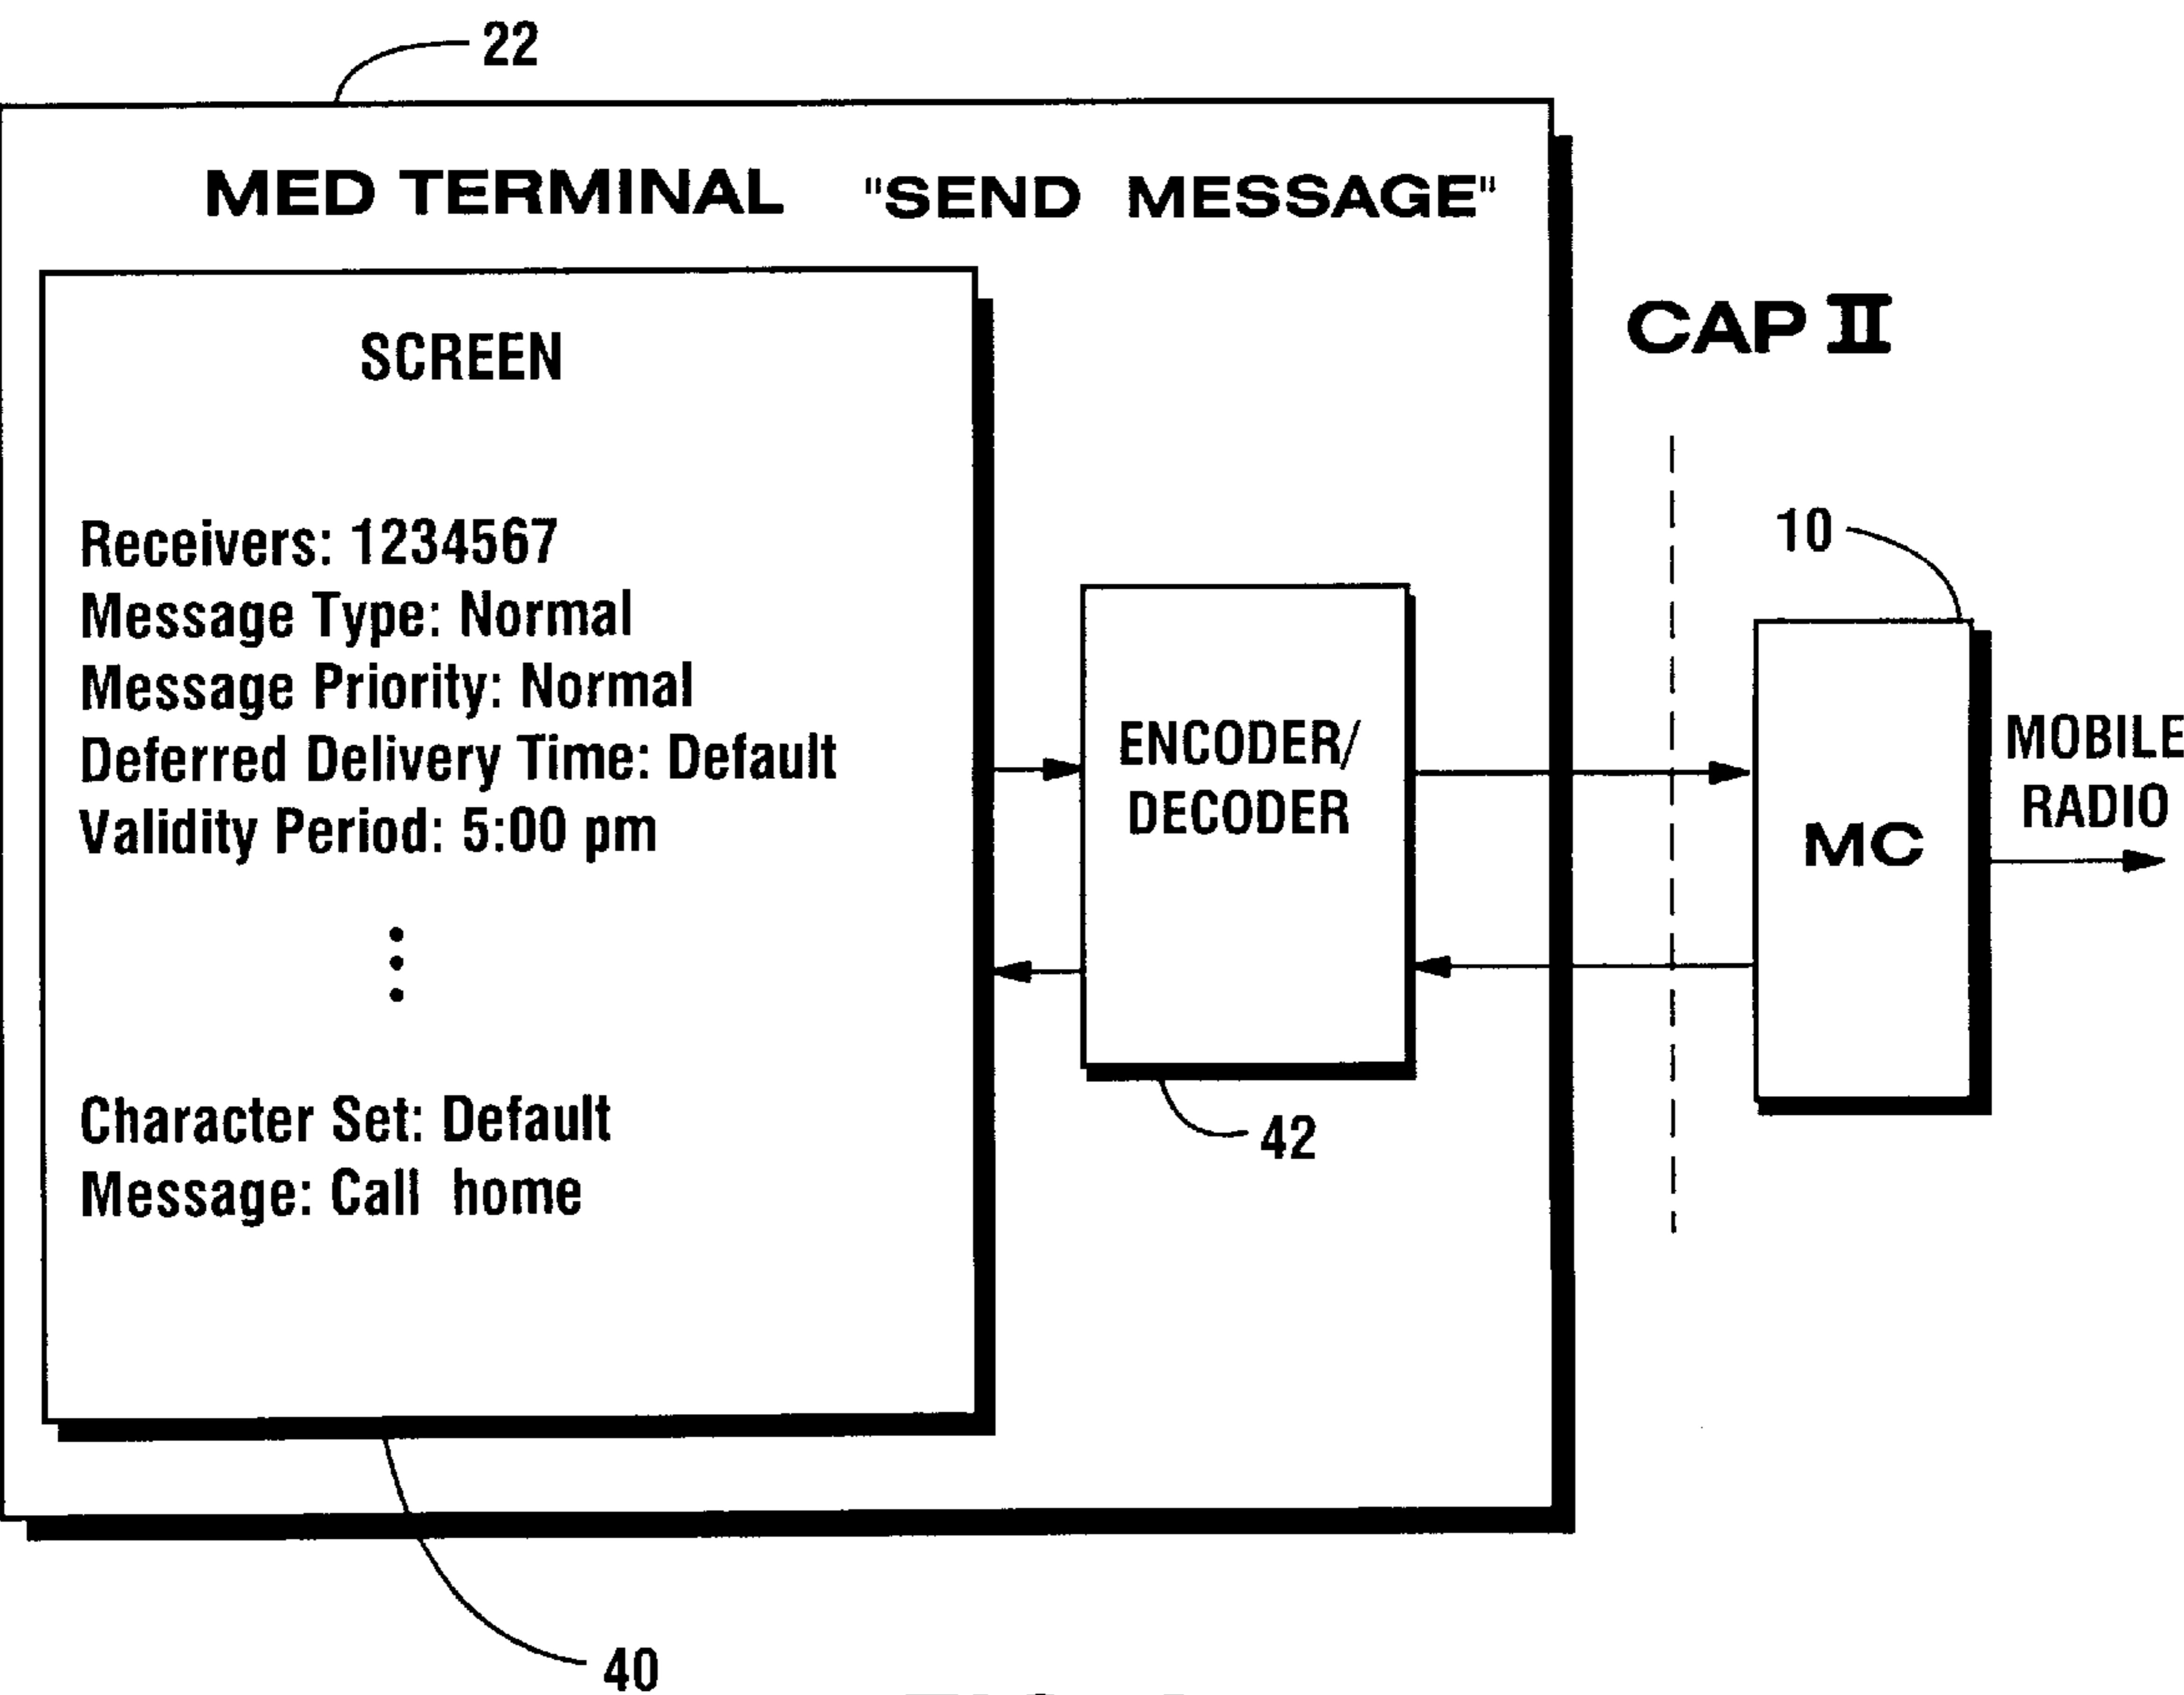 22
MED TERMINAL "SEND MESSAGE"
SCREEN
Receivers: 1234567
Message Type: Normal
Message Priority: Normal
Deferred Delivery Time: Default
Validity Period: 5:00 pm
Character Set: Default
Message: Call home
40
ENCODER/
DECODER
42
CAP II
10
MC
MOBILE
RADIO